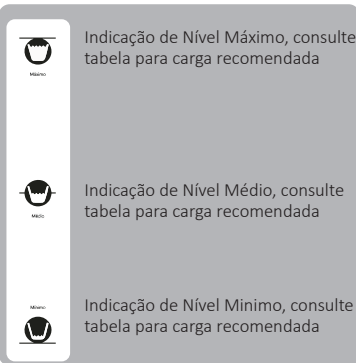 Indicação de Nível Máximo, consulte
tabela para carga recomendada
Máximo
Indicação de Nível Médio, consulte
tabela para carga recomendada
Médio
Mínimo
Indicação de Nível Minimo, consulte
tabela para carga recomendada